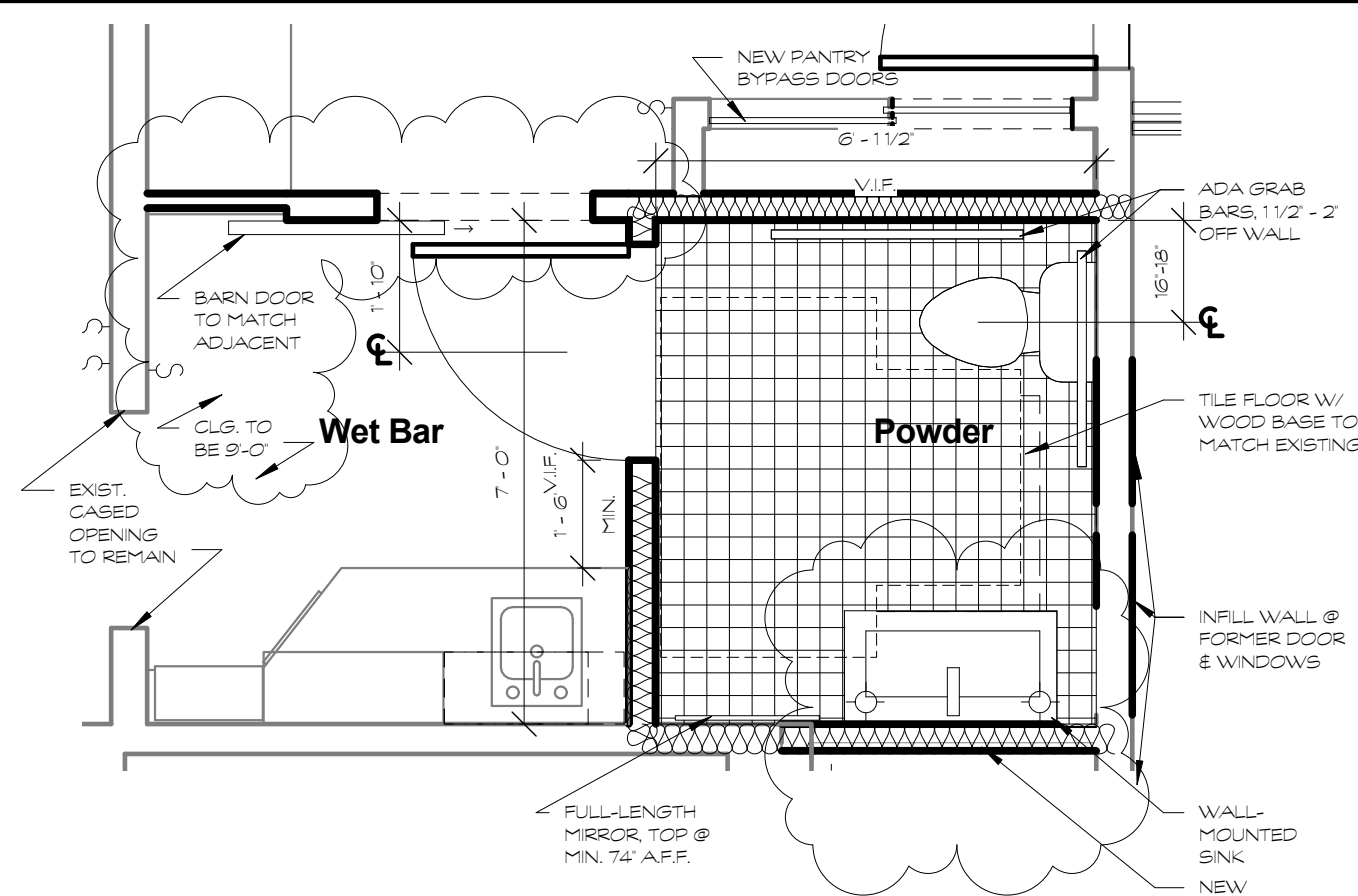 NEW PANTRY
BYPASS DOORS
6' - 1 1/2"
V.I.F.
ADA GRAB
BARS, 1 1/2" - 2"
OFF WALL
16"-18"
℄
BARN DOOR
TO MATCH
ADJACENT
1' - 10"
℄
CLG. TO
BE 9'-0"
Wet Bar
Powder
TILE FLOOR W/
WOOD BASE TO
MATCH EXISTING
EXIST.
CASED
OPENING
TO REMAIN
7' - 0"
V.I.F.
1' - 6"
MIN.
INFILL WALL @
FORMER DOOR
& WINDOWS
FULL-LENGTH
MIRROR, TOP @
MIN. 74" A.F.F.
WALL-
MOUNTED
SINK
NEW
S
S
S
S